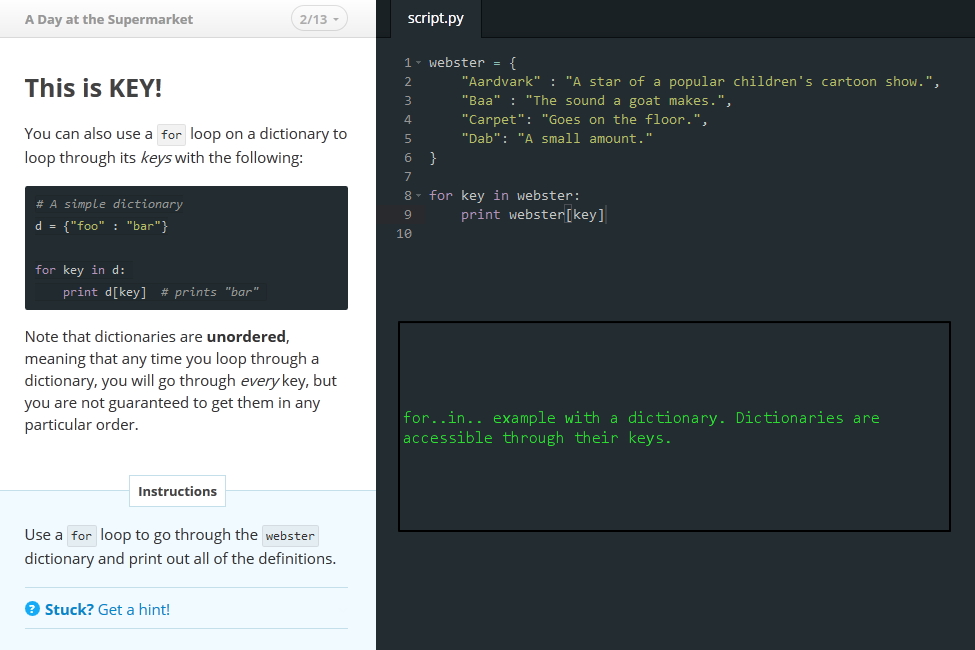 A Day at the Supermarket
2/13
This is KEY!
You can also use a for loop on a dictionary to
loop through its keys with the following:
# A simple dictionary
d = {"foo" : "bar"}
for key in d:
    print d[key]  # prints "bar"
Note that dictionaries are unordered,
meaning that any time you loop through a
dictionary, you will go through every key, but
you are not guaranteed to get them in any
particular order.
Instructions
Use a for loop to go through the webster
dictionary and print out all of the definitions.
? Stuck? Get a hint!
script.py
1 webster = {
2     "Aardvark" : "A star of a popular children's cartoon show.",
3     "Baa" : "The sound a goat makes.",
4     "Carpet": "Goes on the floor.",
5     "Dab": "A small amount."
6 }
7
8 for key in webster:
9     print webster[key]
10
for..in.. example with a dictionary. Dictionaries are
accessible through their keys.